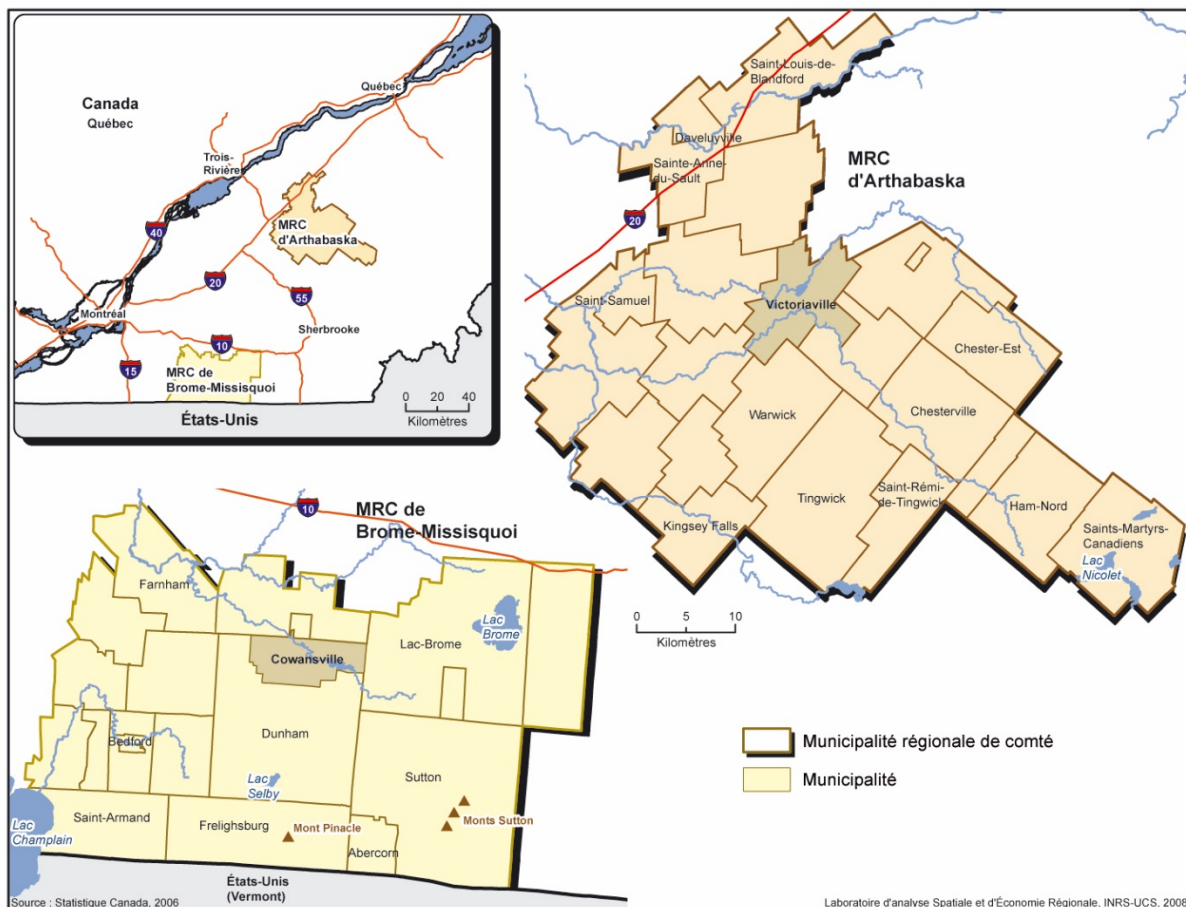 Canada
Québec
Québec
Trois-
Rivière
MRC
d'Arthabaska
40
20
55
Montréal
Sherbrooke
10
15
MRC de
Brome-Missisquoi
0 20 40
Kilomètres
États-Unis
Saint-Louis-de-
Blandford
Daveluyville
Sainte-Anne-
du-Sault
MRC
d'Arthabaska
20
Saint-Samuel
Victoriaville
Chester-Est
Warwick
Chesterville
Saint-Rémi-
de-Tingwick
Tingwick
Ham-Nord
Kingsey Falls
Saints-Martyrs-
Canadiens
Lac
Nicolet
0 5 10
Kilomètres
10
MRC de
Brome-Missisquoi
Farnham
Lac
Brome
Lac-Brome
Cowansville
Dunham
Bedford
Sutton
Lac
Selby
Monts Sutton
Saint-Armand
Frelighsburg
Mont Pinacle
Abercorn
Lac
Champlain
États-Unis
(Vermont)
Municipalité régionale de comté
Municipalité
Source : Statistique Canada, 2006
Laboratoire d'analyse Spatiale et d'Économie Régionale, INRS-UCS, 2008